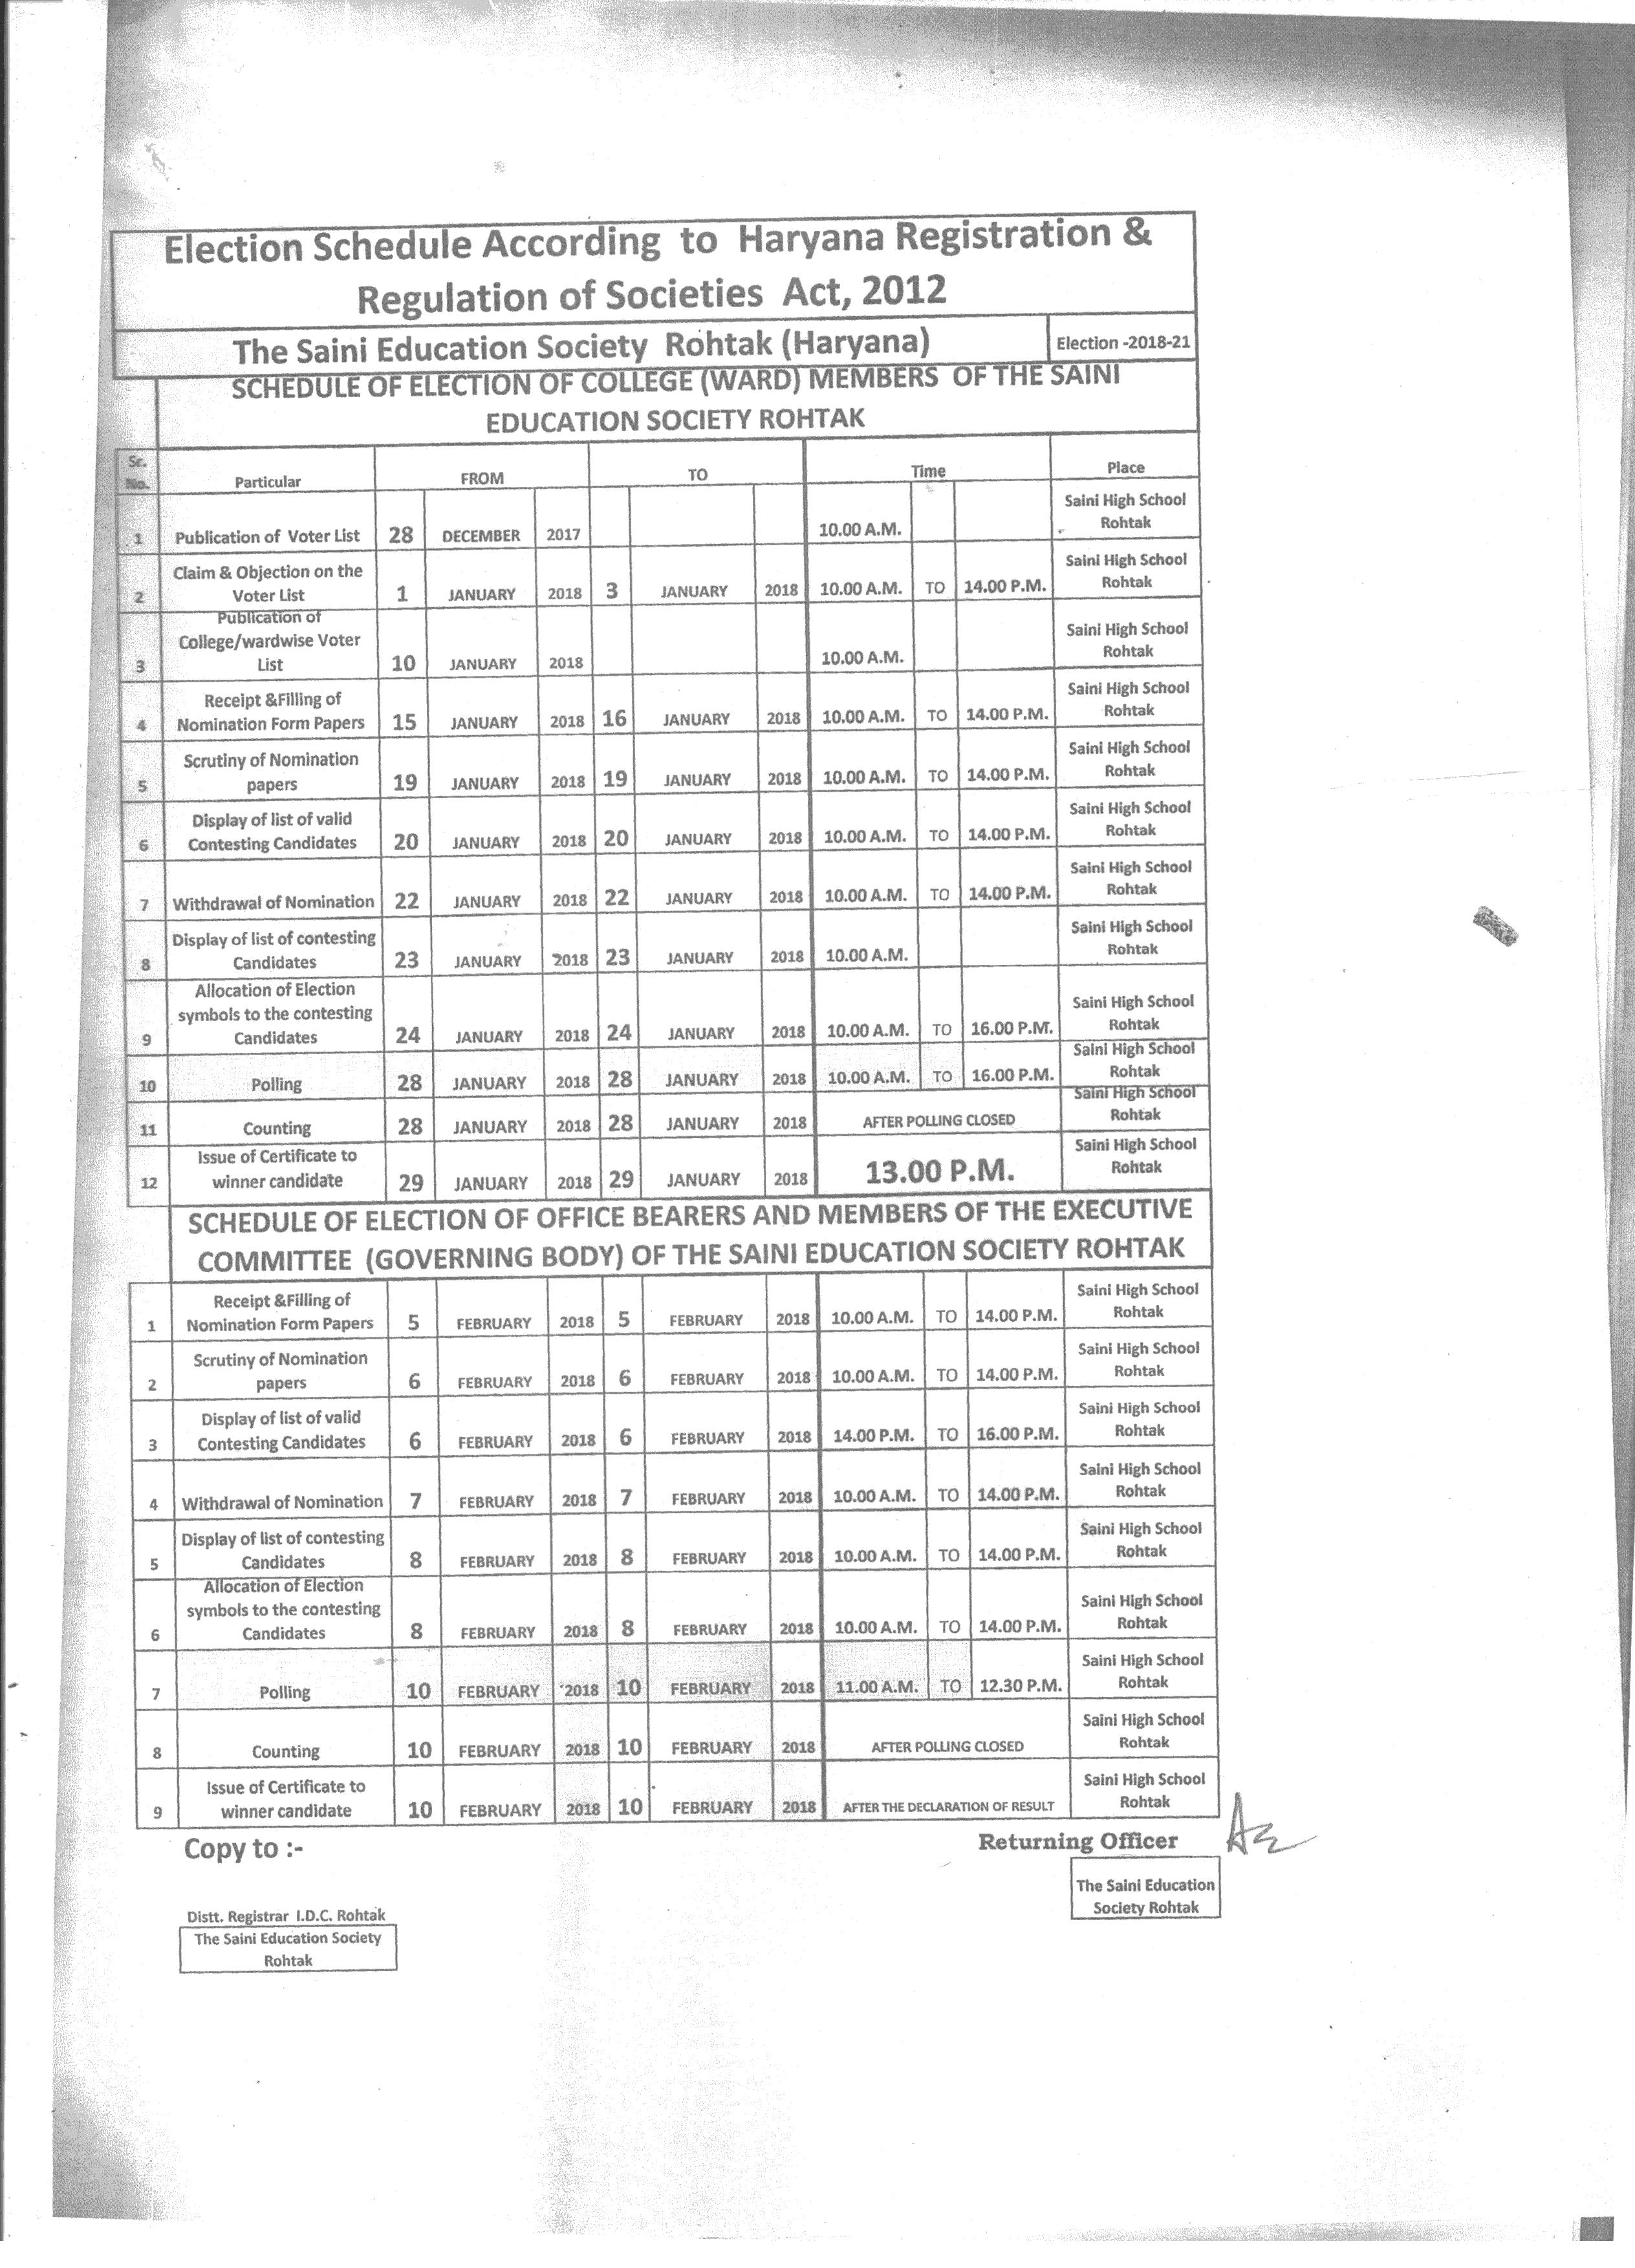 Election Schedule According to Haryana Registration &
Regulation of Societies Act, 2012
The Saini Education Society Rohtak (Haryana) Election -2018-21
SCHEDULE OF ELECTION OF COLLEGE (WARD) MEMBERS OF THE SAINI
EDUCATION SOCIETY ROHTAK
Sr. No. Particular FROM TO Time Place
1 Publication of Voter List 28 DECEMBER 2017 10.00 A.M. Saini High School Rohtak
2 Claim & Objection on the Voter List 1 JANUARY 2018 3 JANUARY 2018 10.00 A.M. TO 14.00 P.M. Saini High School Rohtak
3 Publication of College/wardwise Voter List 10 JANUARY 2018 10.00 A.M. Saini High School Rohtak
4 Receipt &Filling of Nomination Form Papers 15 JANUARY 2018 16 JANUARY 2018 10.00 A.M. TO 14.00 P.M. Saini High School Rohtak
5 Scrutiny of Nomination papers 19 JANUARY 2018 19 JANUARY 2018 10.00 A.M. TO 14.00 P.M. Saini High School Rohtak
6 Display of list of valid Contesting Candidates 20 JANUARY 2018 20 JANUARY 2018 10.00 A.M. TO 14.00 P.M. Saini High School Rohtak
7 Withdrawal of Nomination 22 JANUARY 2018 22 JANUARY 2018 10.00 A.M. TO 14.00 P.M. Saini High School Rohtak
8 Display of list of contesting Candidates 23 JANUARY 2018 23 JANUARY 2018 10.00 A.M. Saini High School Rohtak
9 Allocation of Election symbols to the contesting Candidates 24 JANUARY 2018 24 JANUARY 2018 10.00 A.M. TO 16.00 P.M. Saini High School Rohtak
10 Polling 28 JANUARY 2018 28 JANUARY 2018 10.00 A.M. TO 16.00 P.M. Saini High School Rohtak
11 Counting 28 JANUARY 2018 28 JANUARY 2018 AFTER POLLING CLOSED Saini High School Rohtak
12 Issue of Certificate to winner candidate 29 JANUARY 2018 29 JANUARY 2018 13.00 P.M. Saini High School Rohtak
SCHEDULE OF ELECTION OF OFFICE BEARERS AND MEMBERS OF THE EXECUTIVE
COMMITTEE (GOVERNING BODY) OF THE SAINI EDUCATION SOCIETY ROHTAK
1 Receipt &Filling of Nomination Form Papers 5 FEBRUARY 2018 5 FEBRUARY 2018 10.00 A.M. TO 14.00 P.M. Saini High School Rohtak
2 Scrutiny of Nomination papers 6 FEBRUARY 2018 6 FEBRUARY 2018 10.00 A.M. TO 14.00 P.M. Saini High School Rohtak
3 Display of list of valid Contesting Candidates 6 FEBRUARY 2018 6 FEBRUARY 2018 14.00 P.M. TO 16.00 P.M. Saini High School Rohtak
4 Withdrawal of Nomination 7 FEBRUARY 2018 7 FEBRUARY 2018 10.00 A.M. TO 14.00 P.M. Saini High School Rohtak
5 Display of list of contesting Candidates 8 FEBRUARY 2018 8 FEBRUARY 2018 10.00 A.M. TO 14.00 P.M. Saini High School Rohtak
6 Allocation of Election symbols to the contesting Candidates 8 FEBRUARY 2018 8 FEBRUARY 2018 10.00 A.M. TO 14.00 P.M. Saini High School Rohtak
7 Polling 10 FEBRUARY 2018 10 FEBRUARY 2018 11.00 A.M. TO 12.30 P.M. Saini High School Rohtak
8 Counting 10 FEBRUARY 2018 10 FEBRUARY 2018 AFTER POLLING CLOSED Saini High School Rohtak
9 Issue of Certificate to winner candidate 10 FEBRUARY 2018 10 FEBRUARY 2018 AFTER THE DECLARATION OF RESULT Saini High School Rohtak
Copy to :- Returning Officer
The Saini Education
Society Rohtak
Distt. Registrar I.D.C. Rohtak
The Saini Education Society
Rohtak